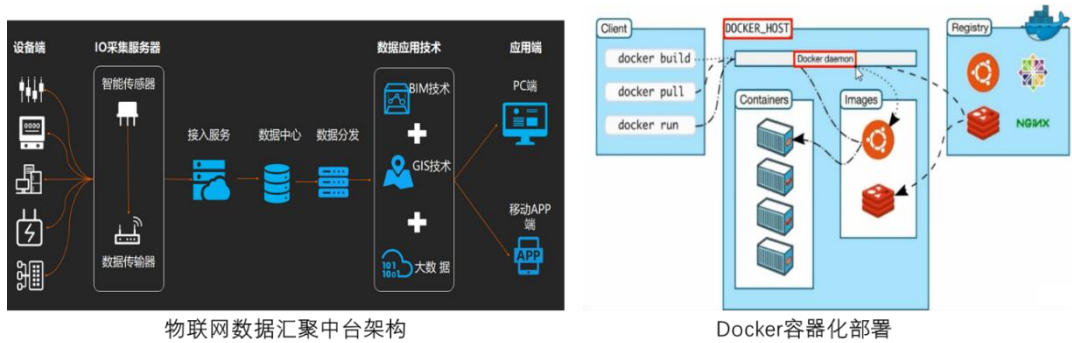 设备端
IO采集服务器
数据应用技术
应用端
智能传感器
数据传输器
接入服务
数据中心
数据分发
BIM技术
GIS技术
101
100
大数 据
PC端
移动APP
端
APP
物联网数据汇聚中台架构
Client
docker build
docker pull
docker run
DOCKER_HOST
Docker daemon
Containers
Images
Registry
NGINX
Docker容器化部署